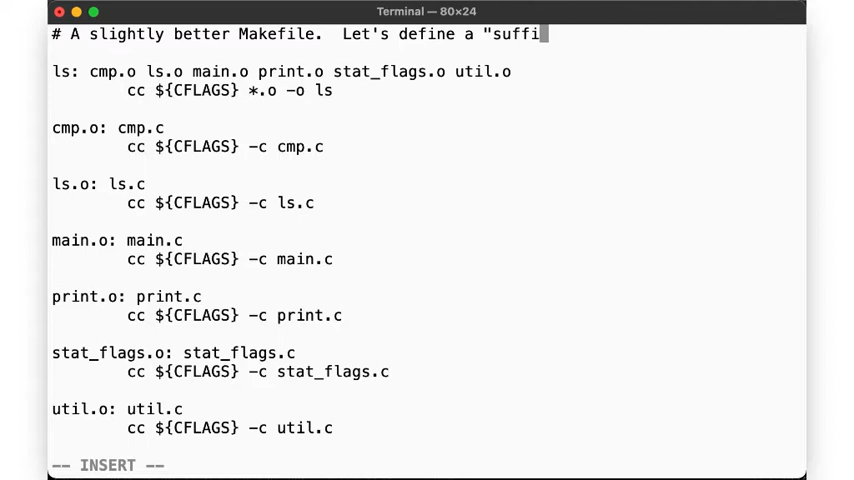 Terminal — 80×24
# A slightly better Makefile.  Let's define a "suffi
ls: cmp.o ls.o main.o print.o stat_flags.o util.o
        cc ${CFLAGS} *.o -o ls
cmp.o: cmp.c
        cc ${CFLAGS} -c cmp.c
ls.o: ls.c
        cc ${CFLAGS} -c ls.c
main.o: main.c
        cc ${CFLAGS} -c main.c
print.o: print.c
        cc ${CFLAGS} -c print.c
stat_flags.o: stat_flags.c
        cc ${CFLAGS} -c stat_flags.c
util.o: util.c
        cc ${CFLAGS} -c util.c
-- INSERT --